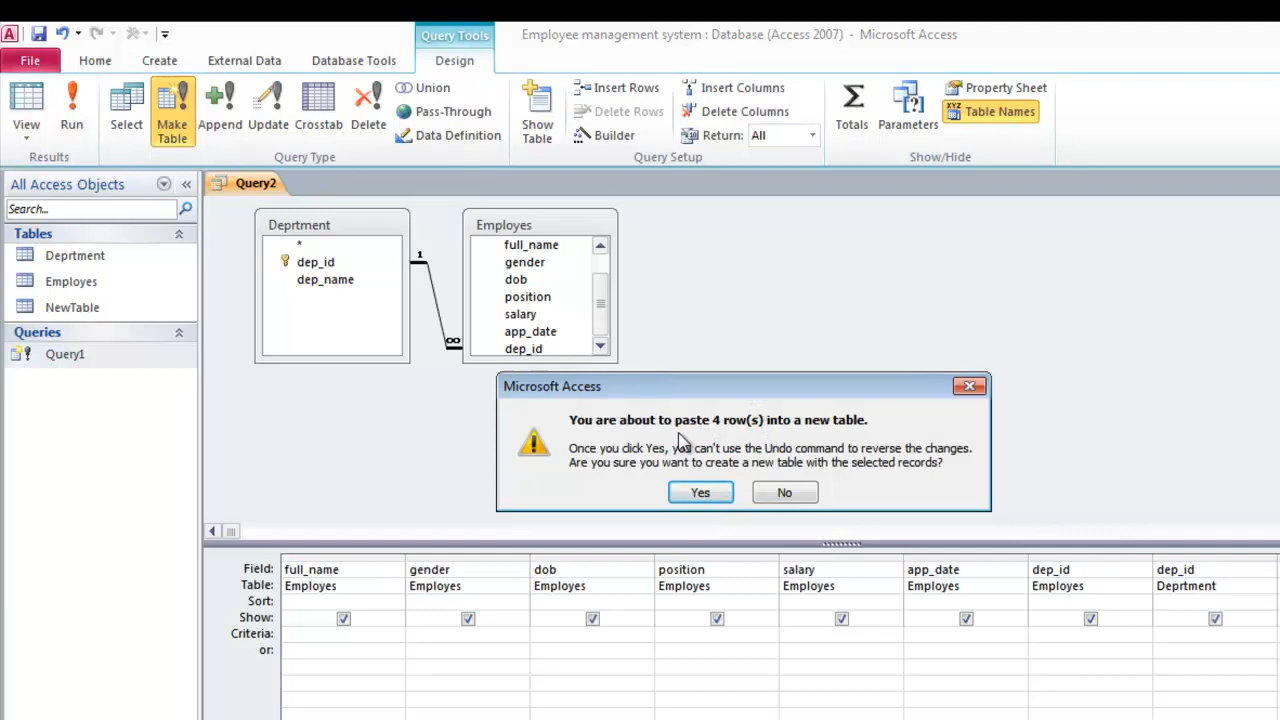 Query Tools
Employee management system : Database (Access 2007) - Microsoft Access
File Home Create External Data Database Tools Design
View Run Select Make Table Append Update Crosstab Delete
Union
Pass-Through
Data Definition
Show Table
Insert Rows
Delete Rows
Builder
Insert Columns
Delete Columns
Return: All
Σ Totals
Parameters
Property Sheet
XYZ Table Names
Results Query Type Query Setup Show/Hide
All Access Objects «
Search...
Tables
Deprtment
Employes
NewTable
Queries
Query1
Query2
Deprtment
*
dep_id
dep_name
1
∞
Employes
full_name
gender
dob
position
salary
app_date
dep_id
Microsoft Access
You are about to paste 4 row(s) into a new table.
Once you click Yes, you can't use the Undo command to reverse the changes.
Are you sure you want to create a new table with the selected records?
Yes No
Field: full_name gender dob position salary app_date dep_id dep_id
Table: Employes Employes Employes Employes Employes Employes Employes Deprtment
Sort:
Show:
Criteria:
or: